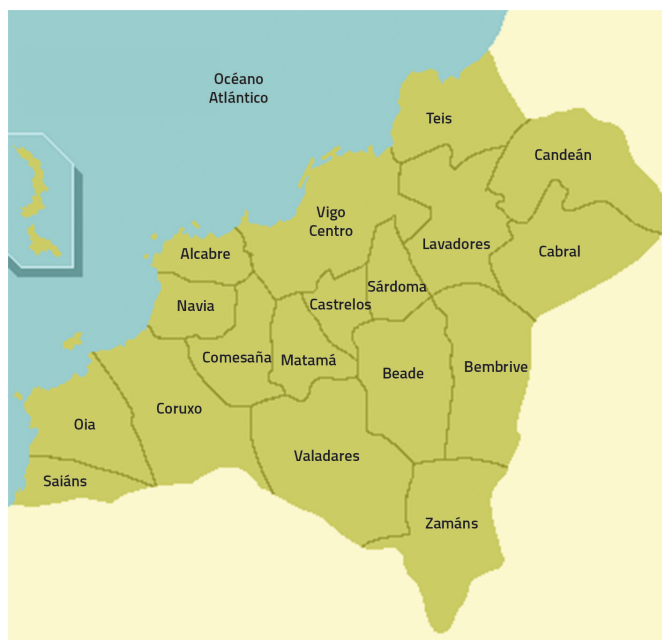 Océano
Atlántico
Teis
Candeán
Vigo
Centro
Lavadores
Cabral
Alcabre
Sárdoma
Navia
Castrelos
Comesaña
Matamá
Beade
Bembrive
Coruxo
Oia
Valadares
Saiáns
Zamáns